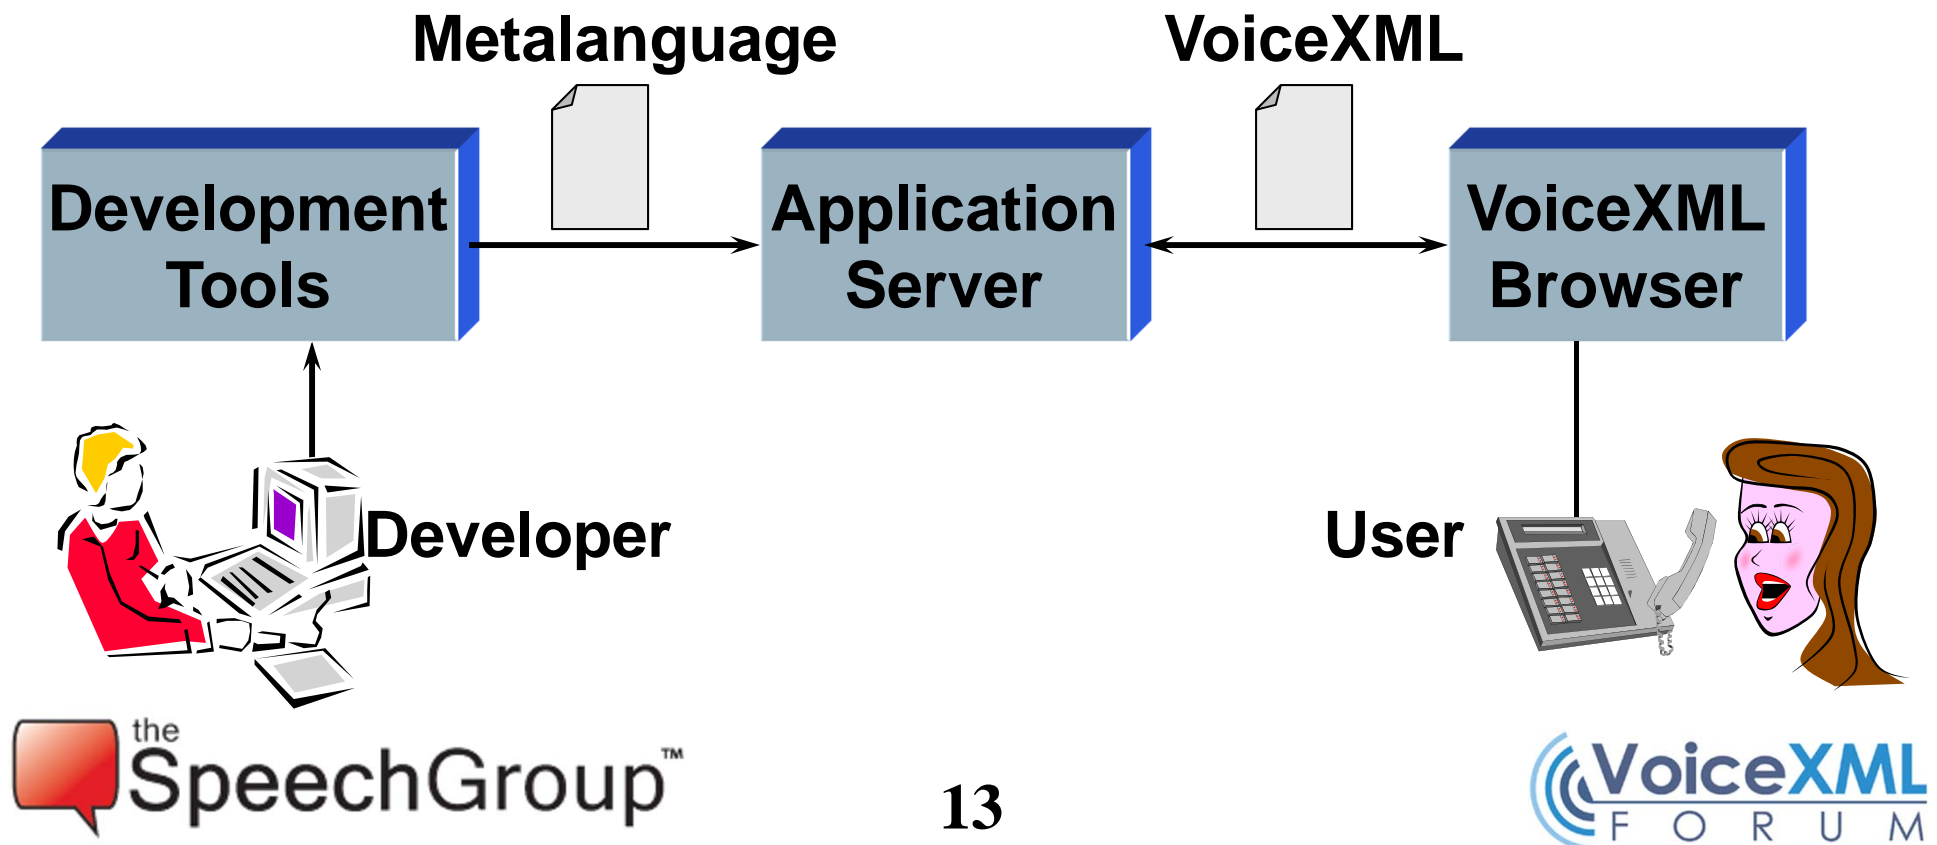 Metalanguage
VoiceXML
Development
Tools
Application
Server
VoiceXML
Browser
Developer
User
the
SpeechGroup™
13
VoiceXML
FORUM